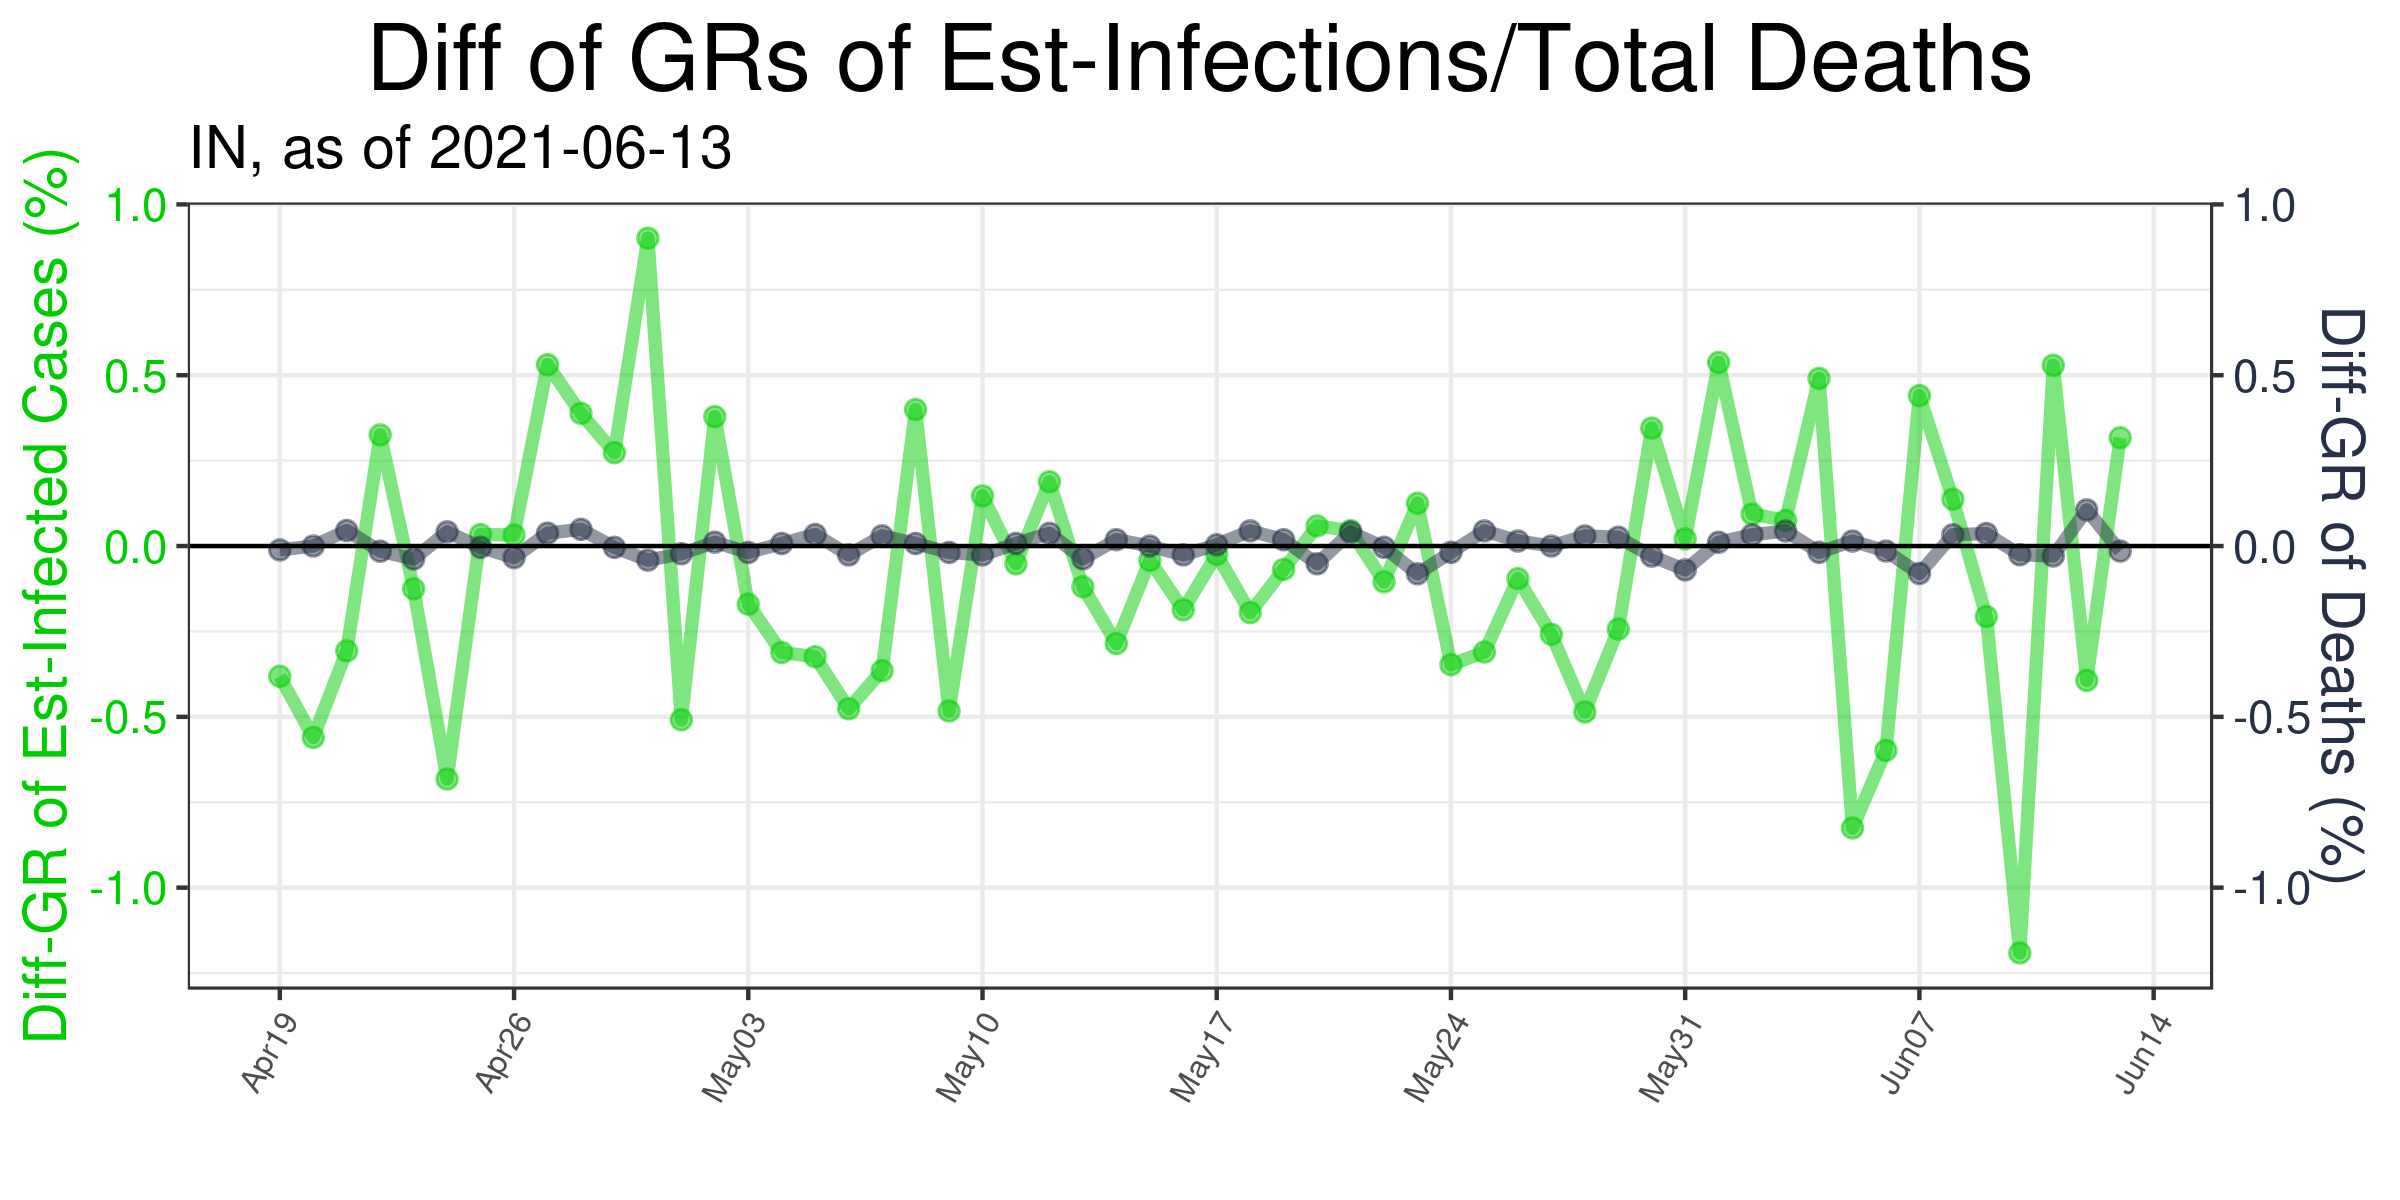 Diff of GRs of Est-Infections/Total Deaths
IN, as of 2021-06-13
Diff-GR of Est-Infected Cases (%)
1.0
0.5
0.0
-0.5
-1.0
1.0
0.5
0.0
-0.5
-1.0
Diff-GR of Deaths (%)
Apr19
Apr26
May03
May10
May17
May24
May31
Jun07
Jun14